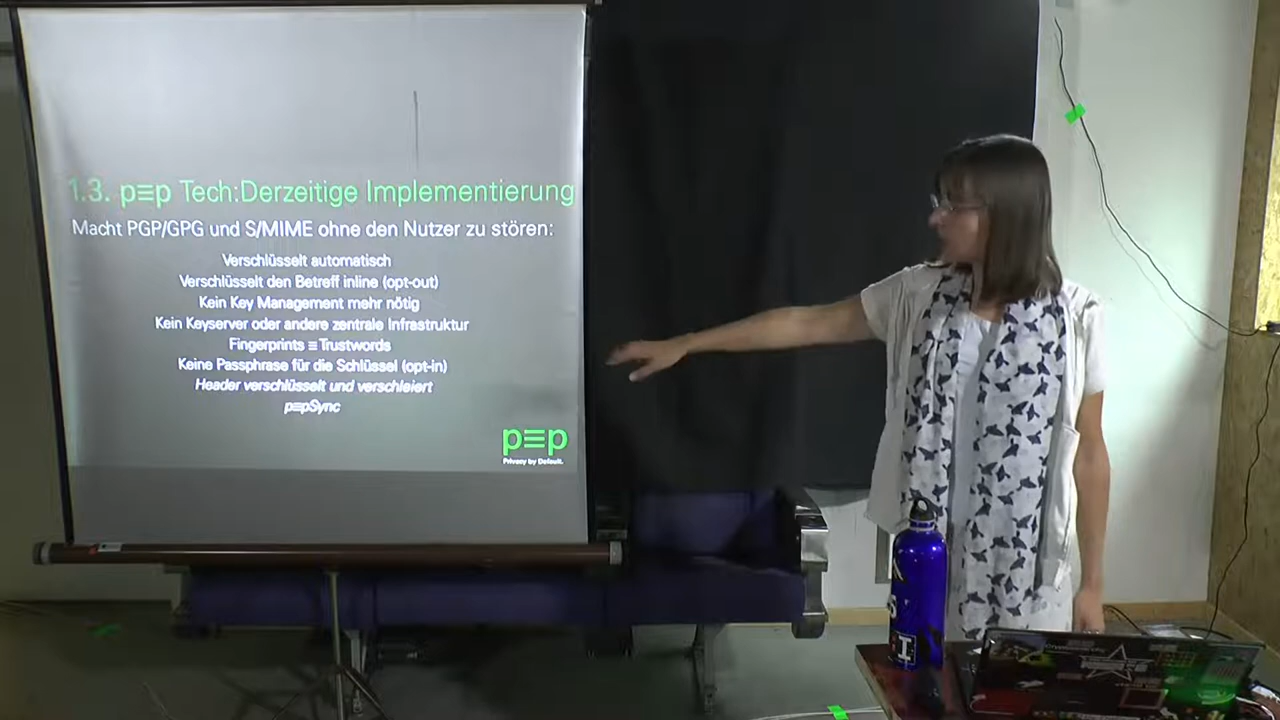 1.3. p≡p Tech:Derzeitige Implementierung
Macht PGP/GPG und S/MIME ohne den Nutzer zu stören:
Verschlüsselt automatisch
Verschlüsselt den Betreff inline (opt-out)
Kein Key Management mehr nötig
Kein Keyserver oder andere zentrale Infrastruktur
Fingerprints ≡ Trustwords
Keine Passphrase für die Schlüssel (opt-in)
Header verschlüsselt und verschleiert
p≡pSync
p≡p
Privacy by Default.